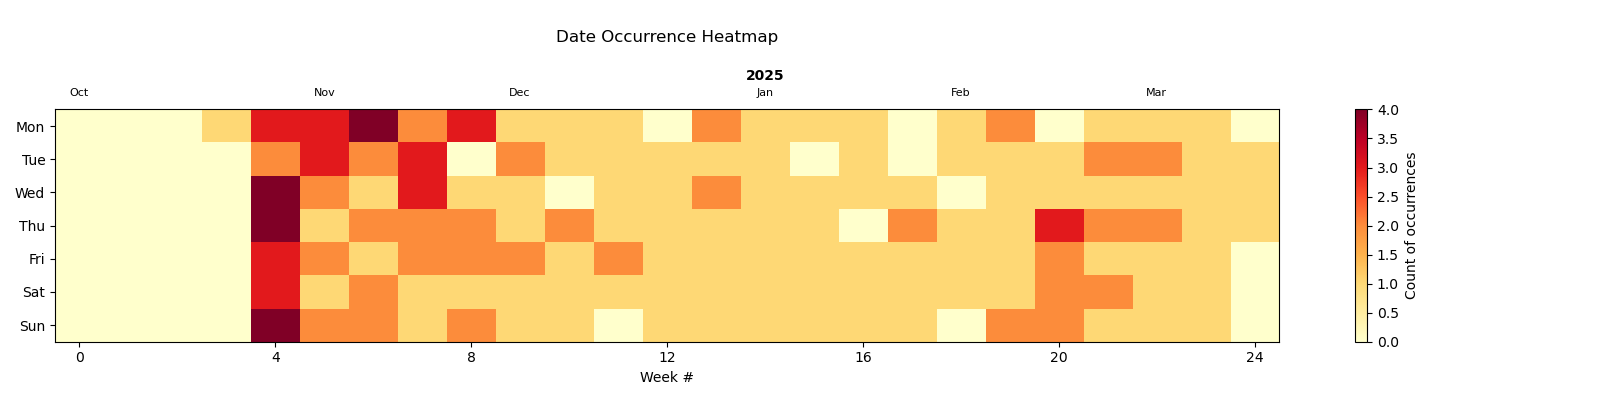 Date Occurrence Heatmap
2025
Oct Nov Dec Jan Feb Mar
Mon
Tue
Wed
Thu
Fri
Sat
Sun
0 4 8 12 16 20 24
Week #
4.0
3.5
3.0
2.5
2.0
1.5
1.0
0.5
0.0
Count of occurrences